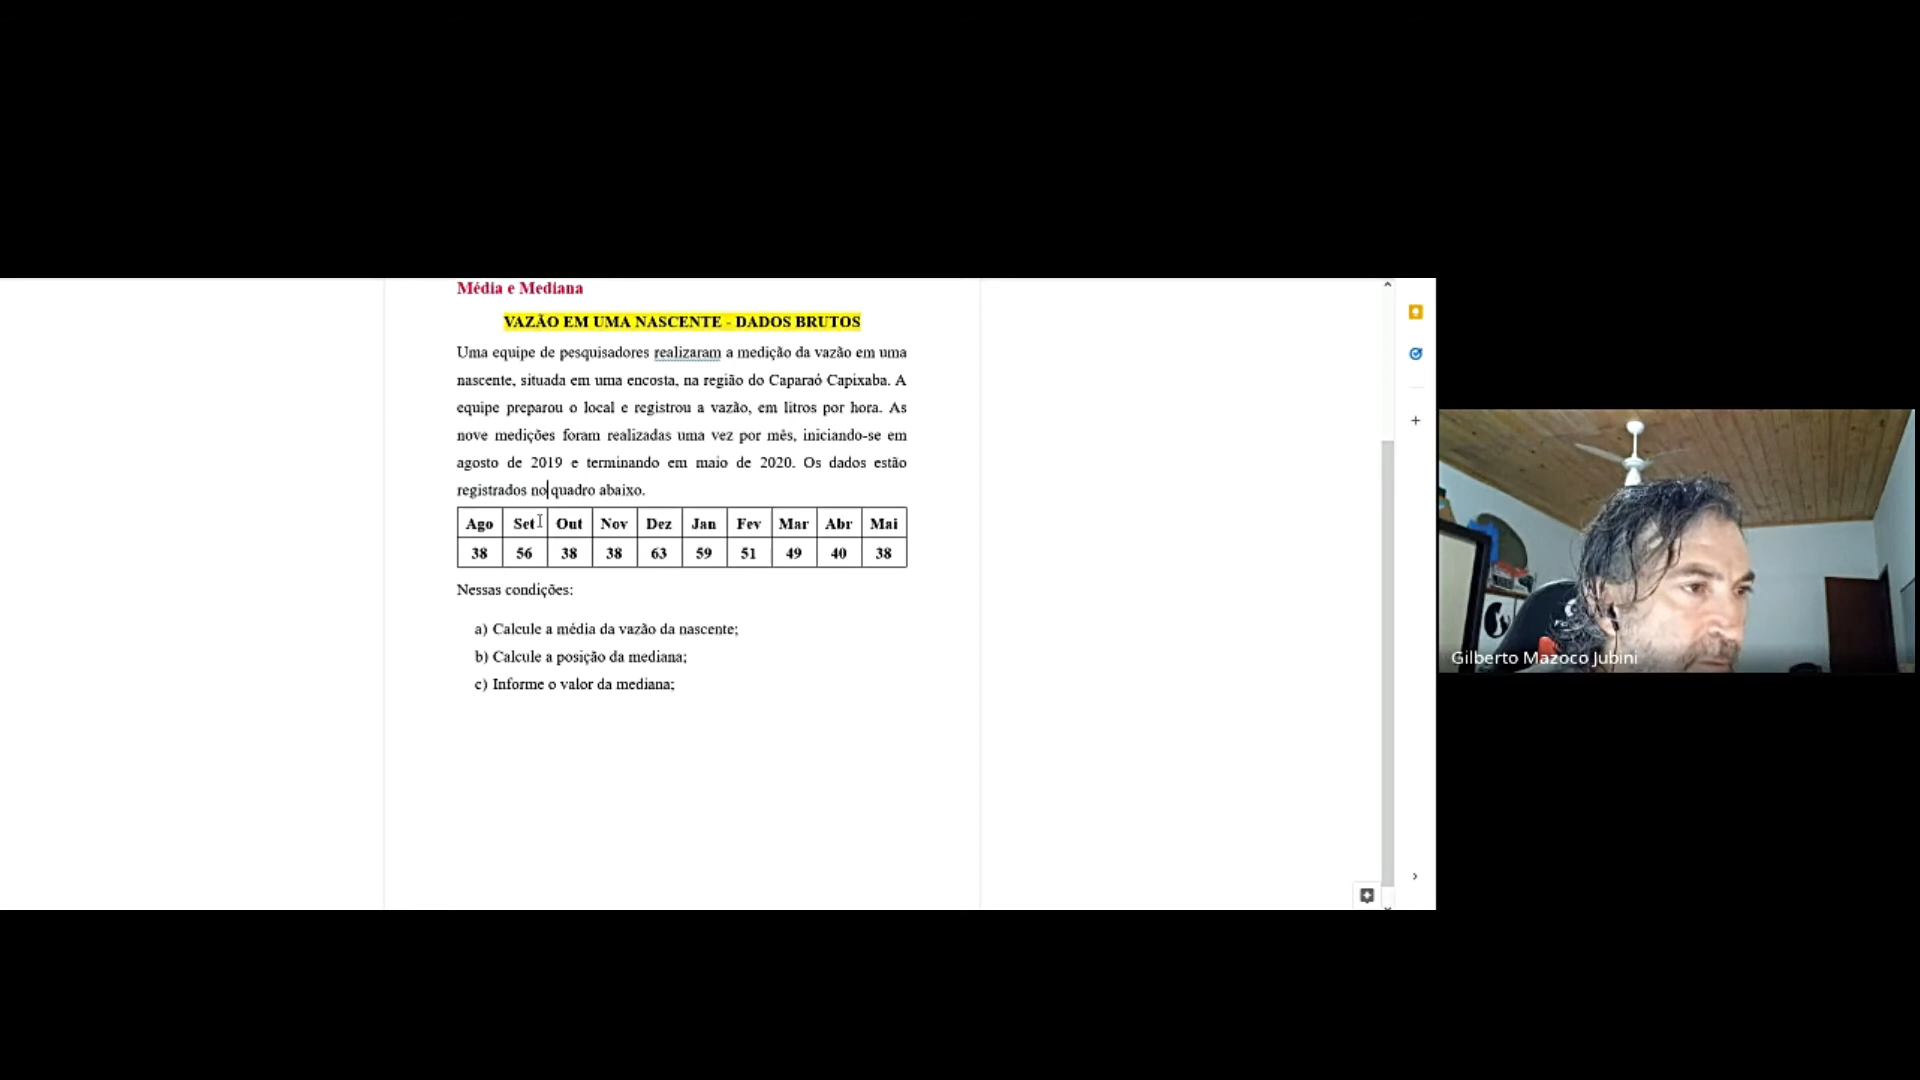 Média e Mediana
VAZÃO EM UMA NASCENTE - DADOS BRUTOS
Uma equipe de pesquisadores realizaram a medição da vazão em uma
nascente, situada em uma encosta, na região do Caparaó Capixaba. A
equipe preparou o local e registrou a vazão, em litros por hora. As
nove medições foram realizadas uma vez por mês, iniciando-se em
agosto de 2019 e terminando em maio de 2020. Os dados estão
registrados no quadro abaixo.
Ago Set Out Nov Dez Jan Fev Mar Abr Mai
38 56 38 38 63 59 51 49 40 38
Nessas condições:
a) Calcule a média da vazão da nascente;
b) Calcule a posição da mediana;
c) Informe o valor da mediana;
Gilberto Mazoco Jubini